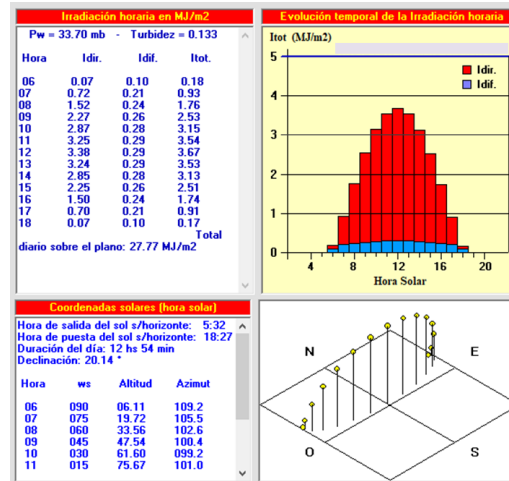 Irradiación horaria en MJ/m2
Pw = 33.70 mb - Turbidez = 0.133
Hora Idir. Idif. Itot.
06 0.07 0.10 0.18
07 0.72 0.21 0.93
08 1.52 0.24 1.76
09 2.27 0.26 2.53
10 2.87 0.28 3.15
11 3.25 0.29 3.54
12 3.38 0.29 3.67
13 3.24 0.29 3.53
14 2.85 0.28 3.13
15 2.25 0.26 2.51
16 1.50 0.24 1.74
17 0.70 0.21 0.91
18 0.07 0.10 0.17
Total
diario sobre el plano: 27.77 MJ/m2
Evolución temporal de la Irradiación horaria
Itot (MJ/m2)
5
Idir.
Idif.
4
3
2
1
0
4 8 12 16 20
Hora Solar
Coordenadas solares (hora solar)
Hora de salida del sol s/horizonte: 5:32
Hora de puesta del sol s/horizonte: 18:27
Duración del día: 12 hs 54 min
Declinación: 20.14 °
Hora ws Altitud Azimut
06 090 06.11 109.2
07 075 19.72 105.5
08 060 33.56 102.6
09 045 47.54 100.4
10 030 61.60 099.2
11 015 75.67 101.0
N E
O S